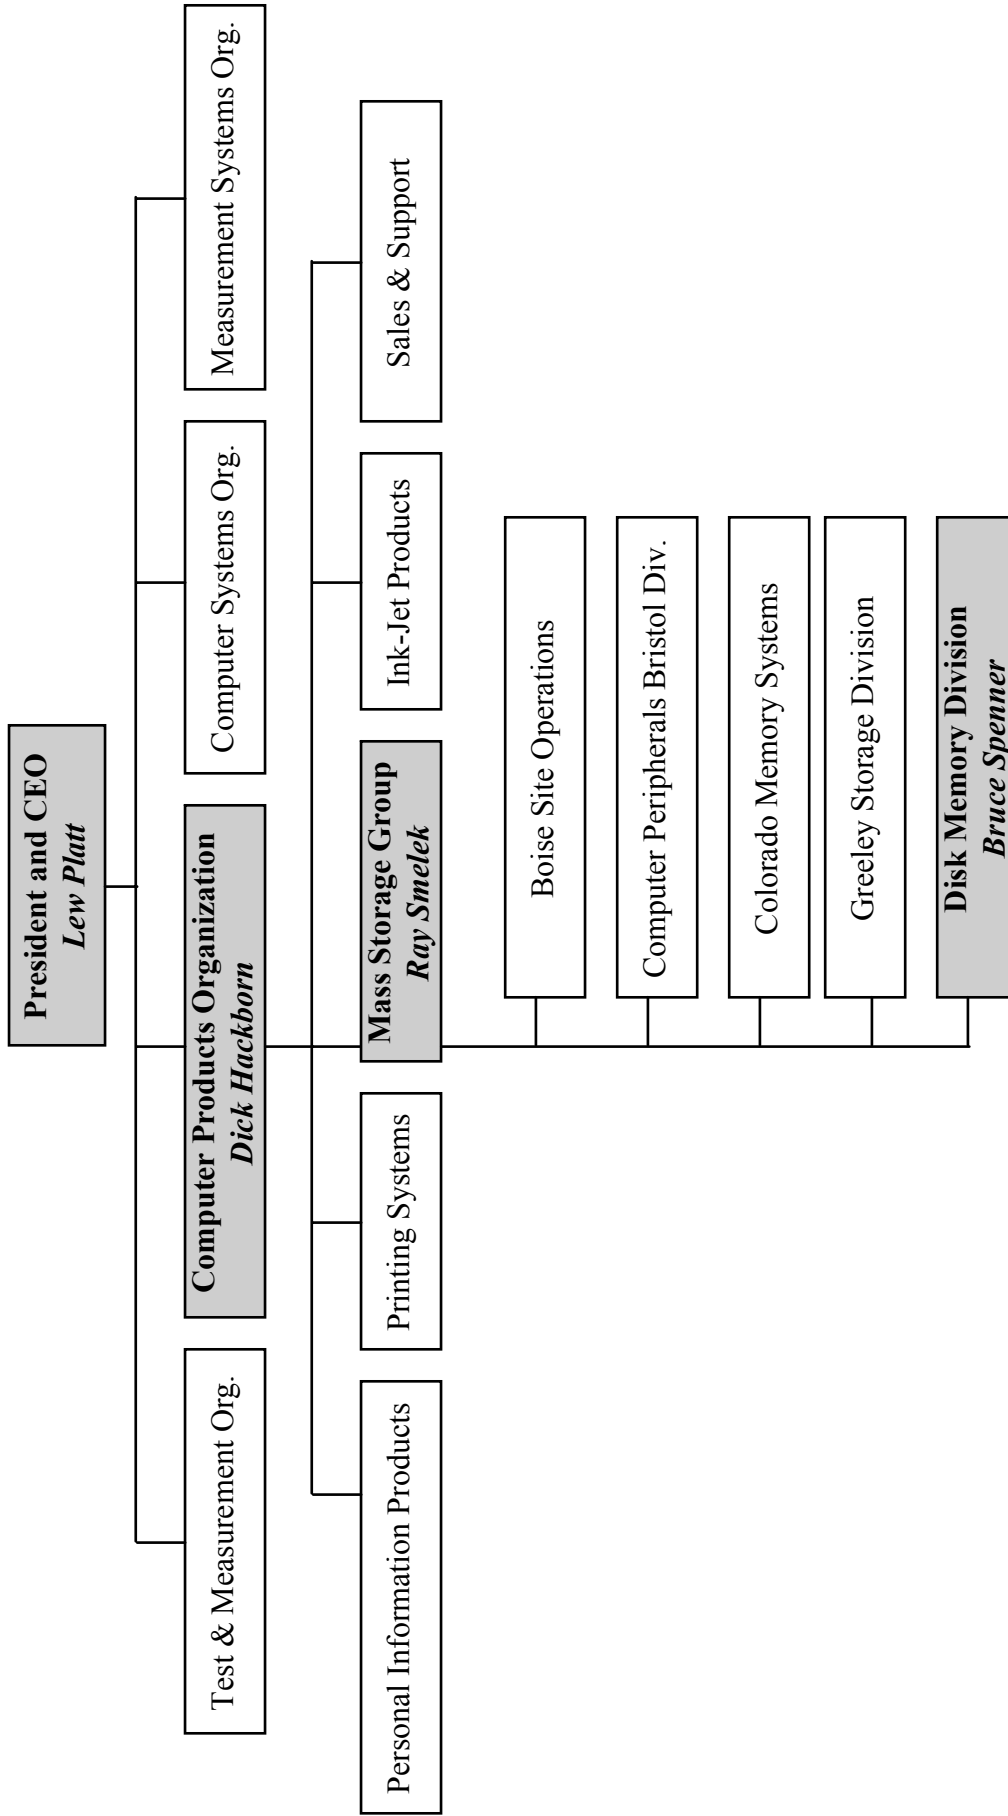 President and CEO
Lew Platt
Test & Measurement Org.
Computer Products Organization
Dick Hackborn
Computer Systems Org.
Measurement Systems Org.
Personal Information Products
Printing Systems
Mass Storage Group
Ray Smelek
Ink-Jet Products
Sales & Support
Boise Site Operations
Computer Peripherals Bristol Div.
Colorado Memory Systems
Greeley Storage Division
Disk Memory Division
Bruce Spenner